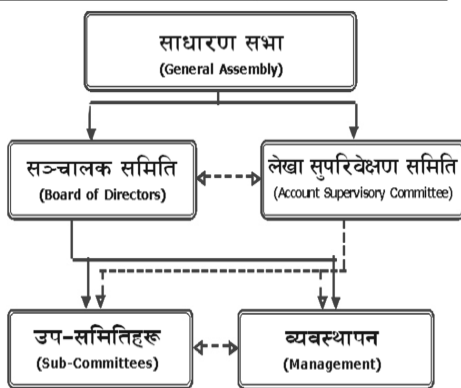 साधारण सभा
(General Assembly)
सञ्चालक समिति
(Board of Directors)
लेखा सुपरिवेक्षण समिति
(Account Supervisory Committee)
उप-समितिहरू
(Sub-Committees)
व्यवस्थापन
(Management)